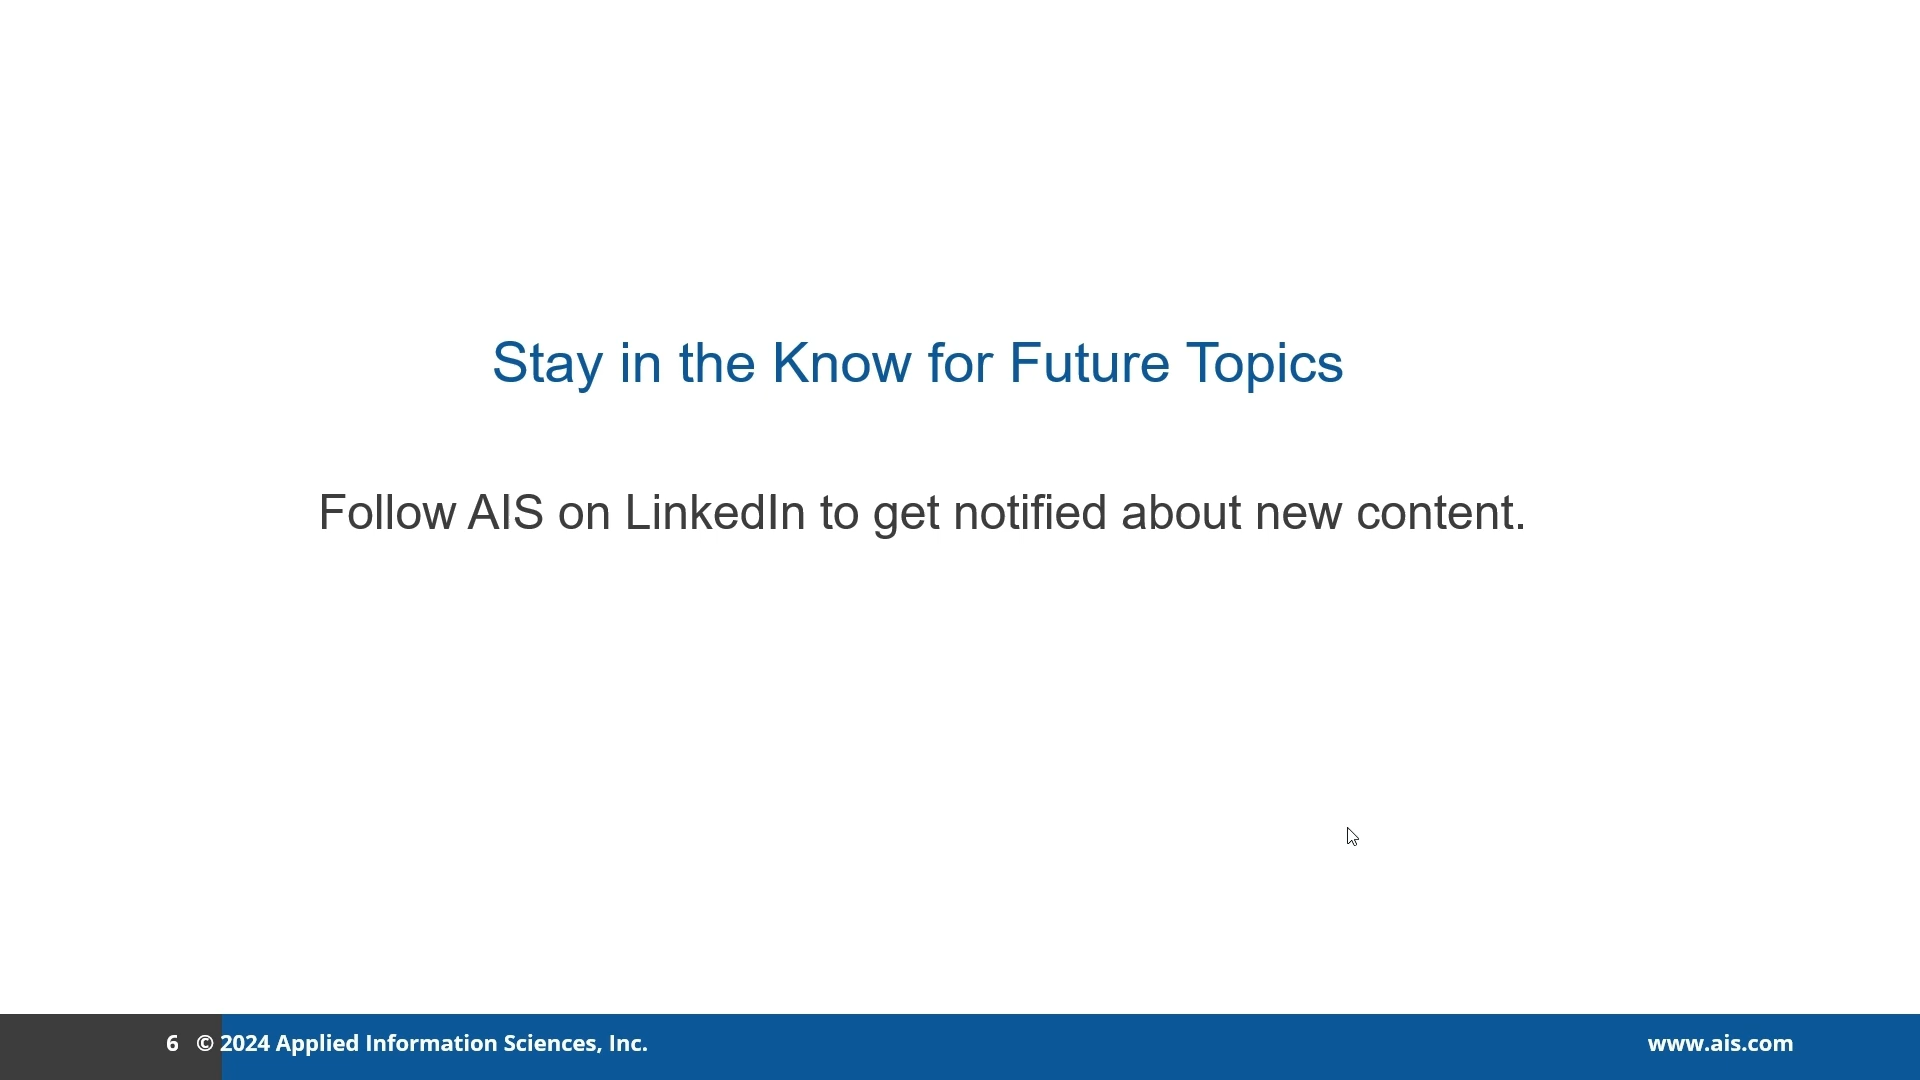 Stay in the Know for Future Topics
Follow AIS on LinkedIn to get notified about new content.
6 © 2024 Applied Information Sciences, Inc.
www.ais.com